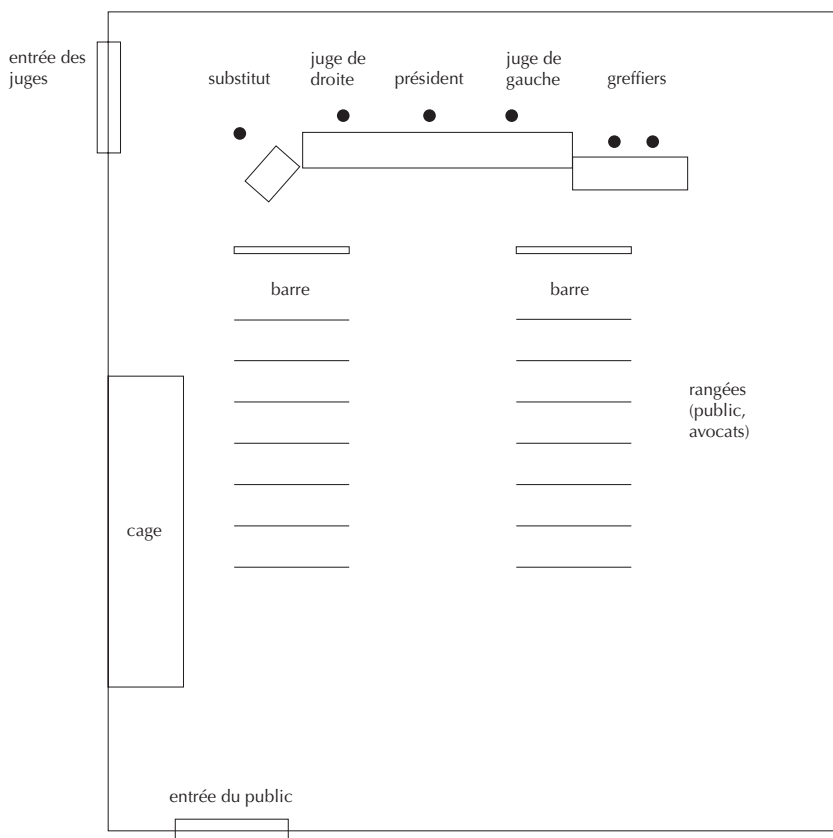 entrée des
juges
substitut
juge de
droite
président
juge de
gauche
greffiers
barre
barre
rangées
(public,
avocats)
cage
entrée du public